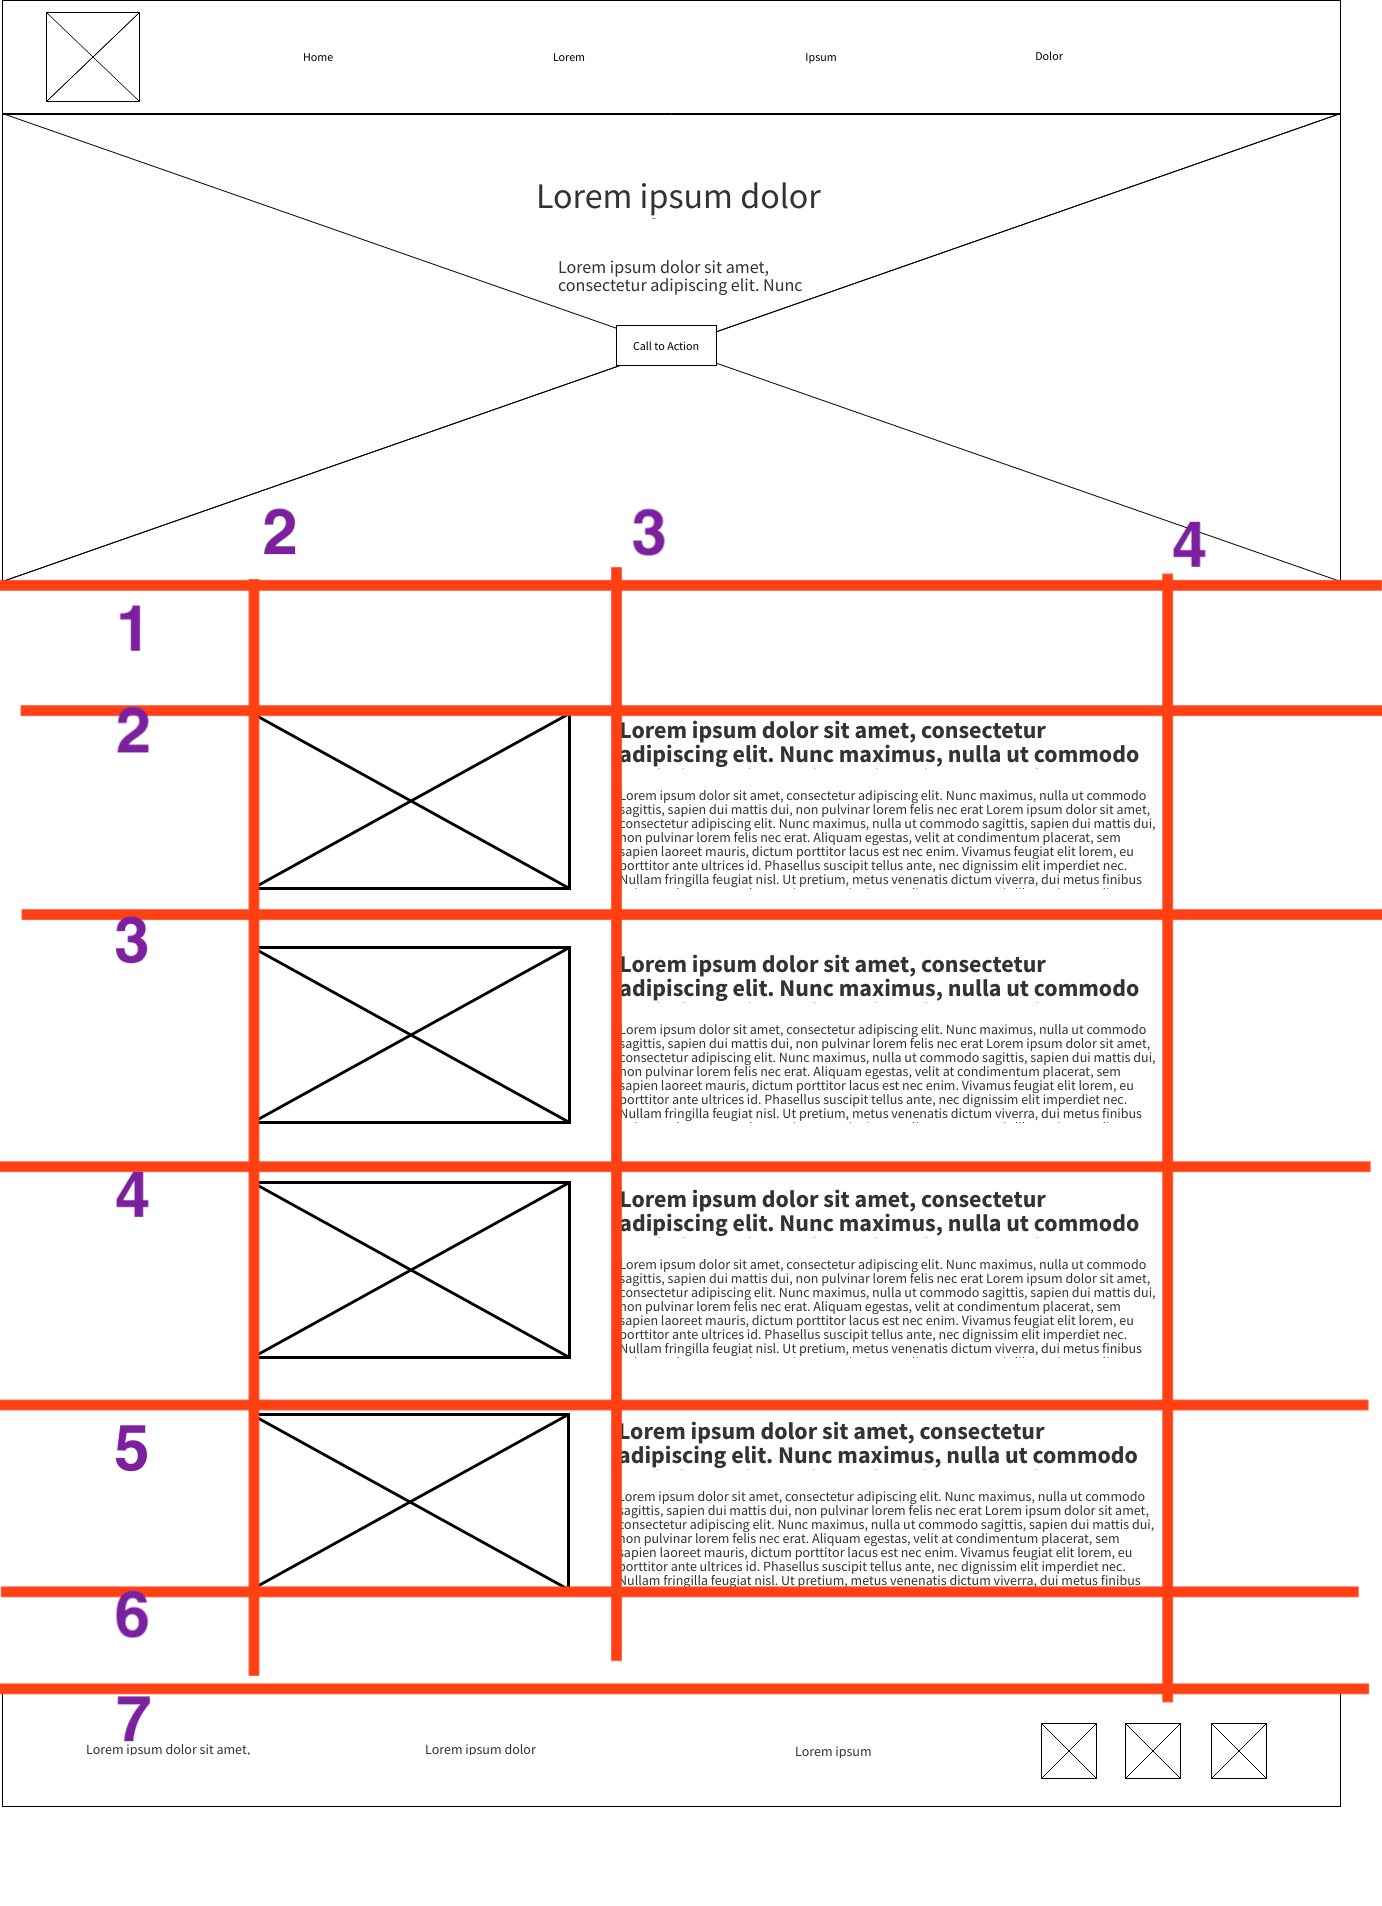 Home Lorem Ipsum Dolor
Lorem ipsum dolor
Lorem ipsum dolor sit amet,
consectetur adipiscing elit. Nunc
Call to Action
2 3 4
1
2
Lorem ipsum dolor sit amet, consectetur
adipiscing elit. Nunc maximus, nulla ut commodo
Lorem ipsum dolor sit amet, consectetur adipiscing elit. Nunc maximus, nulla ut commodo
sagittis, sapien dui mattis dui, non pulvinar lorem felis nec erat Lorem ipsum dolor sit amet,
consectetur adipiscing elit. Nunc maximus, nulla ut commodo sagittis, sapien dui mattis dui,
non pulvinar lorem felis nec erat. Aliquam egestas, velit at condimentum placerat, sem
sapien laoreet mauris, dictum porttitor lacus est nec enim. Vivamus feugiat elit lorem, eu
porttitor ante ultrices id. Phasellus suscipit tellus ante, nec dignissim elit imperdiet nec.
Nullam fringilla feugiat nisl. Ut pretium, metus venenatis dictum viverra, dui metus finibus
3
Lorem ipsum dolor sit amet, consectetur
adipiscing elit. Nunc maximus, nulla ut commodo
Lorem ipsum dolor sit amet, consectetur adipiscing elit. Nunc maximus, nulla ut commodo
sagittis, sapien dui mattis dui, non pulvinar lorem felis nec erat Lorem ipsum dolor sit amet,
consectetur adipiscing elit. Nunc maximus, nulla ut commodo sagittis, sapien dui mattis dui,
non pulvinar lorem felis nec erat. Aliquam egestas, velit at condimentum placerat, sem
sapien laoreet mauris, dictum porttitor lacus est nec enim. Vivamus feugiat elit lorem, eu
porttitor ante ultrices id. Phasellus suscipit tellus ante, nec dignissim elit imperdiet nec.
Nullam fringilla feugiat nisl. Ut pretium, metus venenatis dictum viverra, dui metus finibus
4
Lorem ipsum dolor sit amet, consectetur
adipiscing elit. Nunc maximus, nulla ut commodo
Lorem ipsum dolor sit amet, consectetur adipiscing elit. Nunc maximus, nulla ut commodo
sagittis, sapien dui mattis dui, non pulvinar lorem felis nec erat Lorem ipsum dolor sit amet,
consectetur adipiscing elit. Nunc maximus, nulla ut commodo sagittis, sapien dui mattis dui,
non pulvinar lorem felis nec erat. Aliquam egestas, velit at condimentum placerat, sem
sapien laoreet mauris, dictum porttitor lacus est nec enim. Vivamus feugiat elit lorem, eu
porttitor ante ultrices id. Phasellus suscipit tellus ante, nec dignissim elit imperdiet nec.
Nullam fringilla feugiat nisl. Ut pretium, metus venenatis dictum viverra, dui metus finibus
5
Lorem ipsum dolor sit amet, consectetur
adipiscing elit. Nunc maximus, nulla ut commodo
Lorem ipsum dolor sit amet, consectetur adipiscing elit. Nunc maximus, nulla ut commodo
sagittis, sapien dui mattis dui, non pulvinar lorem felis nec erat Lorem ipsum dolor sit amet,
consectetur adipiscing elit. Nunc maximus, nulla ut commodo sagittis, sapien dui mattis dui,
non pulvinar lorem felis nec erat. Aliquam egestas, velit at condimentum placerat, sem
sapien laoreet mauris, dictum porttitor lacus est nec enim. Vivamus feugiat elit lorem, eu
porttitor ante ultrices id. Phasellus suscipit tellus ante, nec dignissim elit imperdiet nec.
Nullam fringilla feugiat nisl. Ut pretium, metus venenatis dictum viverra, dui metus finibus
6
7
Lorem ipsum dolor sit amet, Lorem ipsum dolor Lorem ipsum